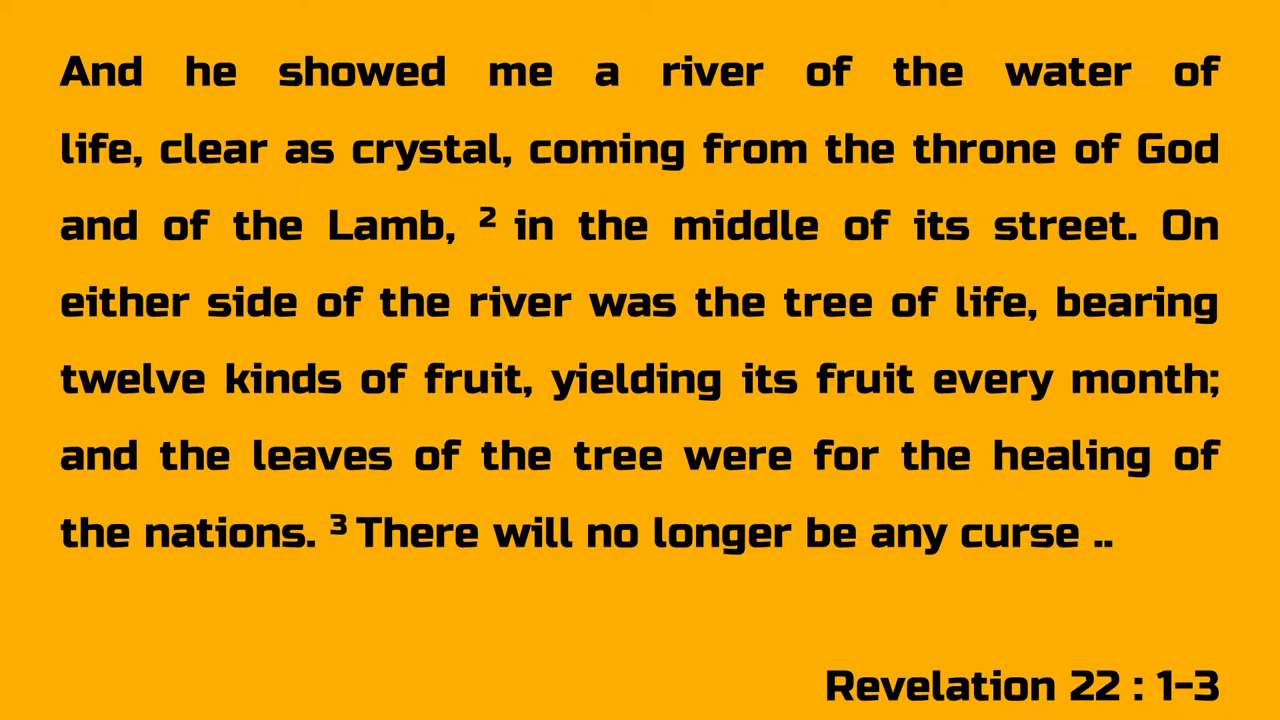 And he showed me a river of the water of
life, clear as crystal, coming from the throne of God
and of the Lamb, ² in the middle of its street. On
either side of the river was the tree of life, bearing
twelve kinds of fruit, yielding its fruit every month;
and the leaves of the tree were for the healing of
the nations. ³ There will no longer be any curse ..
Revelation 22 : 1-3